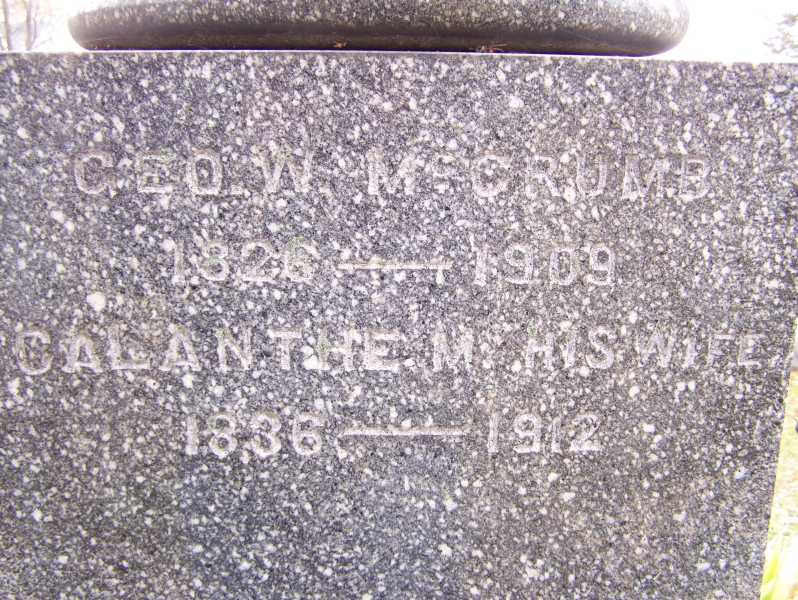 GEO. W. McCRUMB
1826 — 1909
CALANTHE M. HIS WIFE
1836 — 1912